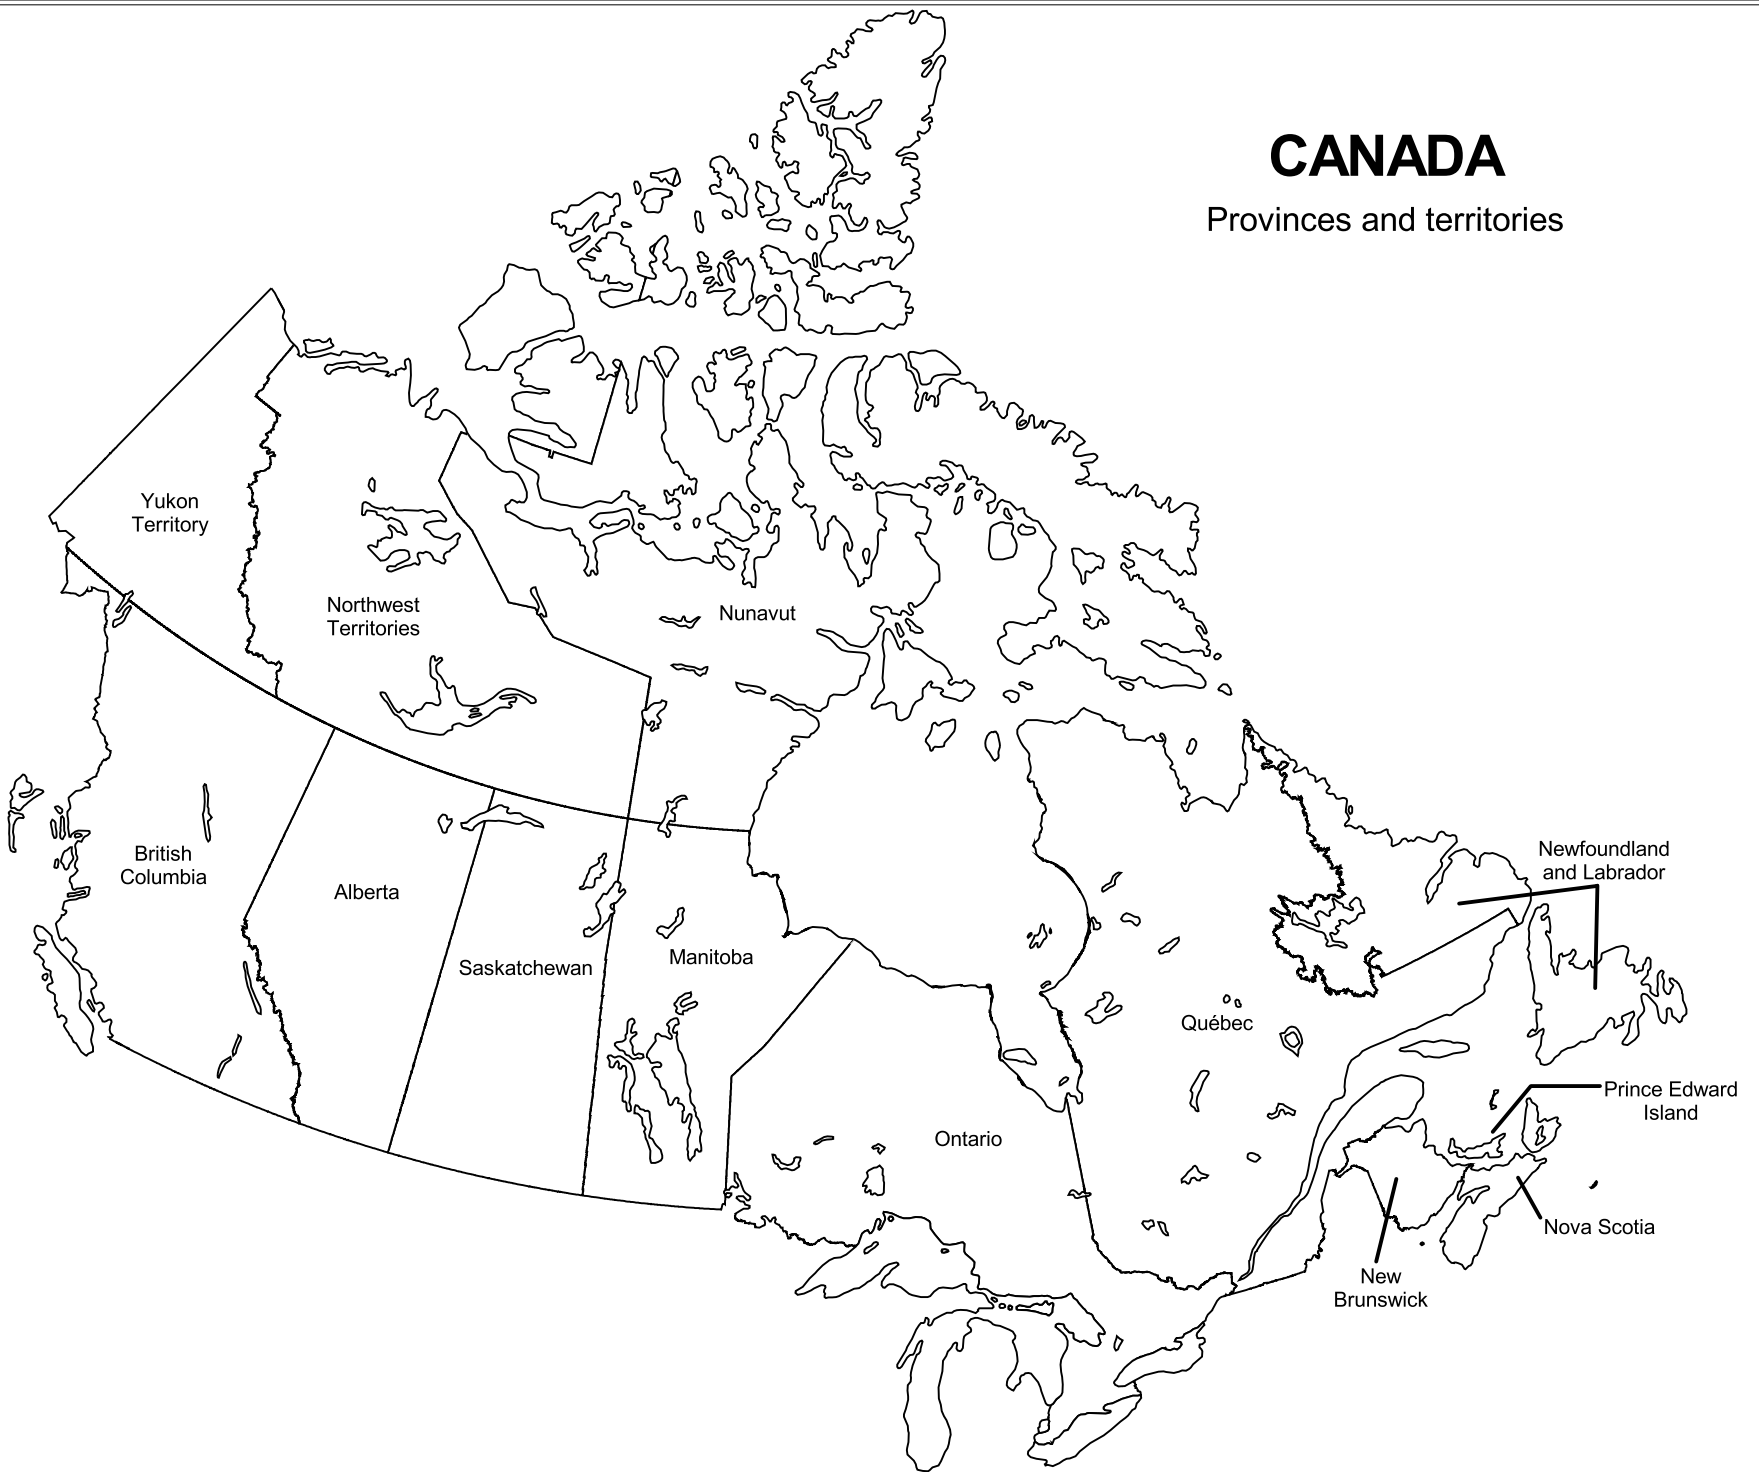 CANADA
Provinces and territories
Yukon
Territory
Northwest
Territories
Nunavut
British
Columbia
Alberta
Saskatchewan
Manitoba
Ontario
Québec
Newfoundland
and Labrador
Prince Edward
Island
Nova Scotia
New
Brunswick